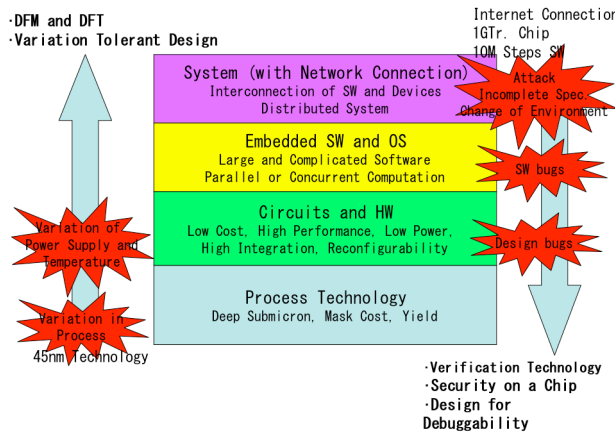 ·DFM and DFT
·Variation Tolerant Design
Internet Connection
1GTr. Chip
10M Steps SW
System (with Network Connection)
Interconnection of SW and Devices
Distributed System
Attack
Incomplete Spec.
Change of Environment
Embedded SW and OS
Large and Complicated Software
Parallel or Concurrent Computation
SW bugs
Circuits and HW
Low Cost, High Performance, Low Power,
High Integration, Reconfigurability
Variation of
Power Supply and
Temperature
Design bugs
Process Technology
Deep Submicron, Mask Cost, Yield
Variation in
Process
45nm Technology
·Verification Technology
·Security on a Chip
·Design for
Debuggability